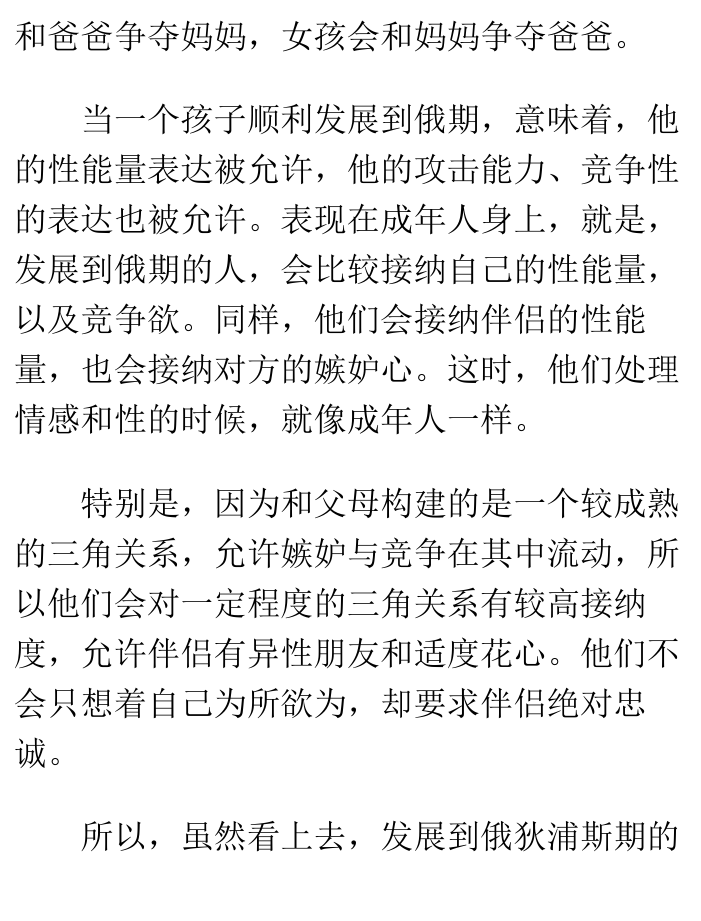 和爸爸争夺妈妈，女孩会和妈妈争夺爸爸。
当一个孩子顺利发展到俄期，意味着，他
的性能量表达被允许，他的攻击能力、竞争性
的表达也被允许。表现在成年人身上，就是，
发展到俄期的人，会比较接纳自己的性能量，
以及竞争欲。同样，他们会接纳伴侣的性能
量，也会接纳对方的嫉妒心。这时，他们处理
情感和性的时候，就像成年人一样。
特别是，因为和父母构建的是一个较成熟
的三角关系，允许嫉妒与竞争在其中流动，所
以他们会对一定程度的三角关系有较高接纳
度，允许伴侣有异性朋友和适度花心。他们不
会只想着自己为所欲为，却要求伴侣绝对忠
诚。
所以，虽然看上去，发展到俄狄浦斯期的